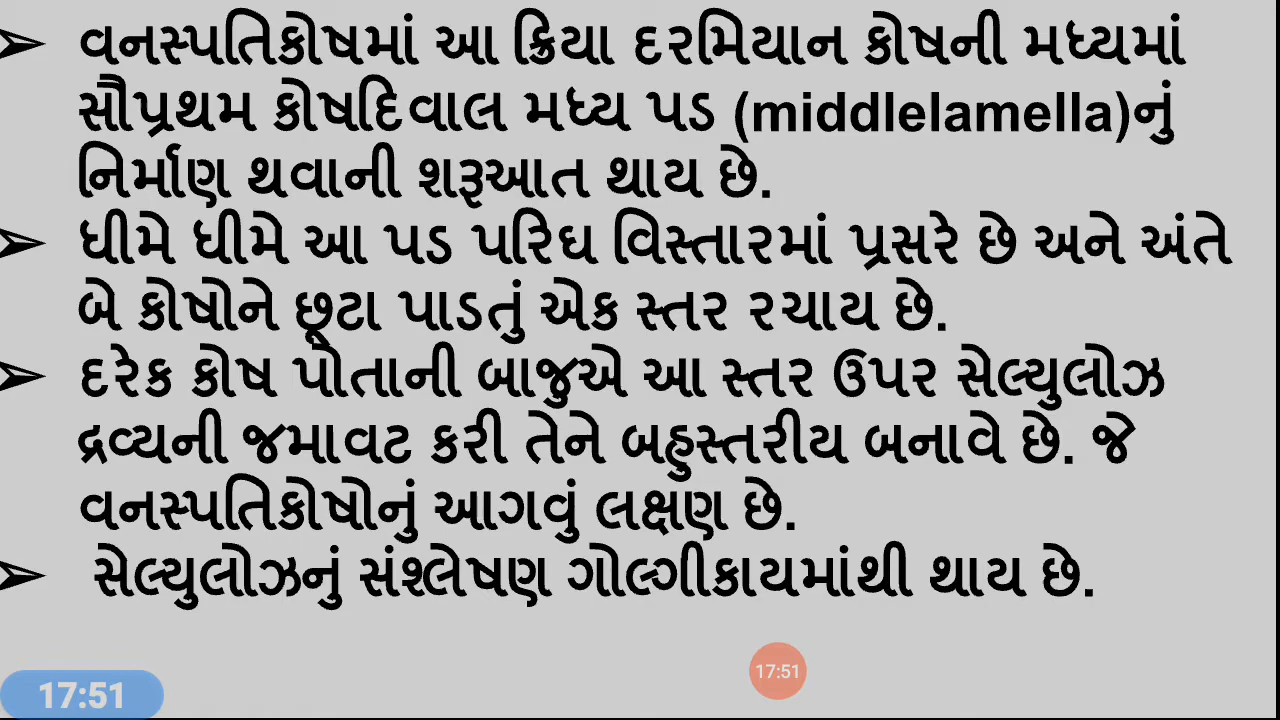 ➢ વનસ્પતિકોષમાં આ ક્રિયા દરમિયાન કોષની મધ્યમાં
સૌપ્રથમ કોષદિવાલ મધ્ય પડ (middlelamella)નું
નિર્માણ થવાની શરૂઆત થાય છે.
➢ ધીમે ધીમે આ પડ પરિઘ વિસ્તારમાં પ્રસરે છે અને અંતે
બે કોષોને છૂટા પાડતું એક સ્તર રચાય છે.
➢ દરેક કોષ પોતાની બાજુએ આ સ્તર ઉપર સેલ્યુલોઝ
દ્રવ્યની જમાવટ કરી તેને બહુસ્તરીય બનાવે છે. જે
વનસ્પતિકોષોનું આગવું લક્ષણ છે.
➢ સેલ્યુલોઝનું સંશ્લેષણ ગોલ્ગીકાયમાંથી થાય છે.
17:51
17:51